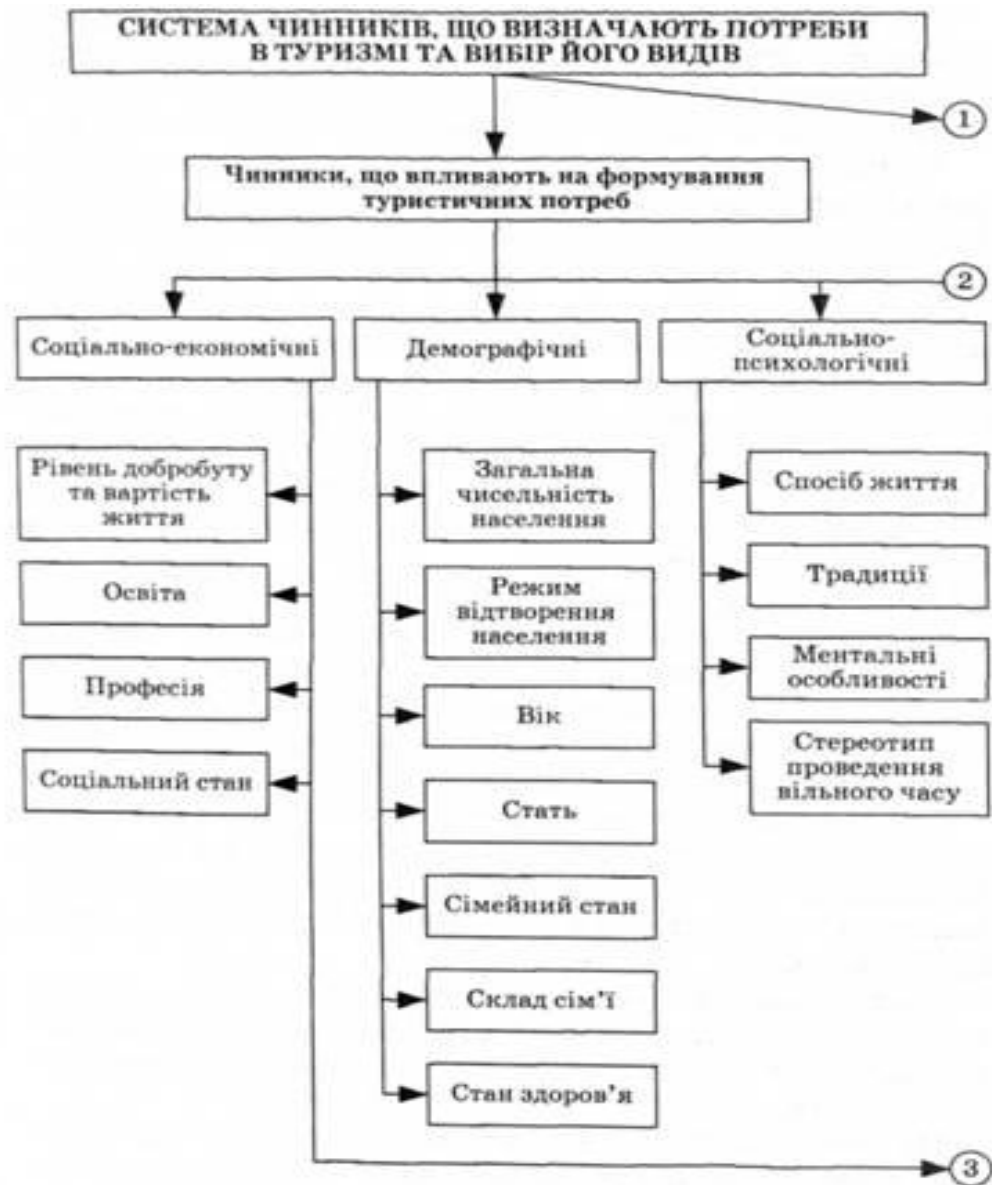 СИСТЕМА ЧИННИКІВ, ЩО ВИЗНАЧАЮТЬ ПОТРЕБИ
В ТУРИЗМІ ТА ВИБІР ЙОГО ВИДІВ
1
Чинники, що впливають на формування
туристичних потреб
2
Соціально-економічні
Рівень добробуту
та вартість
життя
Освіта
Професія
Соціальний стан
Демографічні
Загальна
чисельність
населення
Режим
відтворення
населення
Вік
Стать
Сімейний стан
Склад сім’ї
Стан здоров’я
Соціально-
психологічні
Спосіб життя
Традиції
Ментальні
особливості
Стереотип
проведення
вільного часу
3